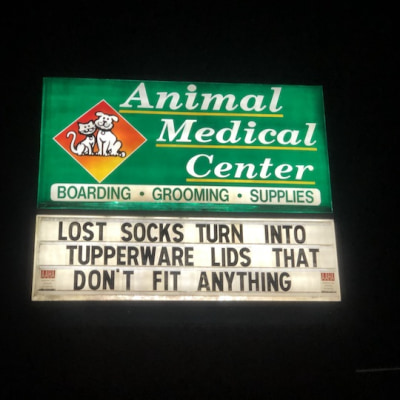 Animal
Medical
Center
BOARDING • GROOMING • SUPPLIES
LOST SOCKS TURN INTO
TUPPERWARE LIDS THAT
DON'T FIT ANYTHING